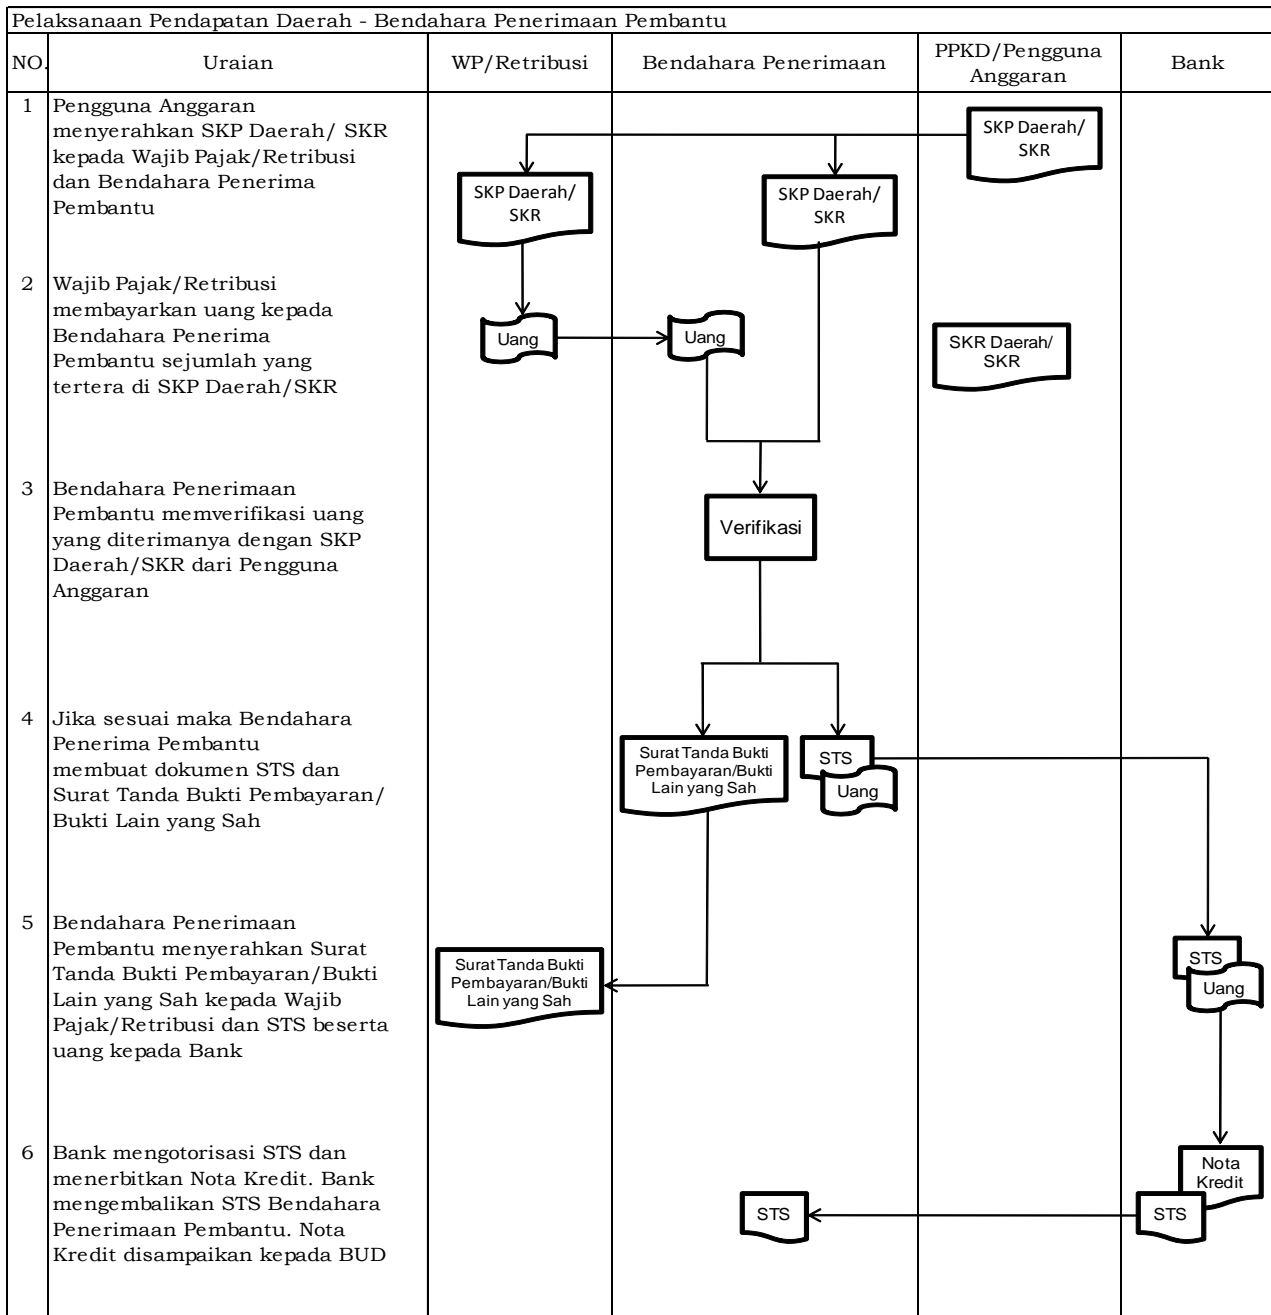 Pelaksanaan Pendapatan Daerah - Bendahara Penerimaan Pembantu
NO.
Uraian
WP/Retribusi
Bendahara Penerimaan
PPKD/Pengguna
Anggaran
Bank
1
Pengguna Anggaran
menyerahkan SKP Daerah/ SKR
kepada Wajib Pajak/Retribusi
dan Bendahara Penerima
Pembantu
SKP Daerah/
SKR
SKP Daerah/
SKR
SKP Daerah/
SKR
2
Wajib Pajak/Retribusi
membayarkan uang kepada
Bendahara Penerima
Pembantu sejumlah yang
tertera di SKP Daerah/SKR
Uang
Uang
SKR Daerah/
SKR
3
Bendahara Penerimaan
Pembantu memverifikasi uang
yang diterimanya dengan SKP
Daerah/SKR dari Pengguna
Anggaran
Verifikasi
4
Jika sesuai maka Bendahara
Penerima Pembantu
membuat dokumen STS dan
Surat Tanda Bukti Pembayaran/
Bukti Lain yang Sah
Surat Tanda Bukti
Pembayaran/Bukti
Lain yang Sah
STS
Uang
5
Bendahara Penerimaan
Pembantu menyerahkan Surat
Tanda Bukti Pembayaran/Bukti
Lain yang Sah kepada Wajib
Pajak/Retribusi dan STS beserta
uang kepada Bank
Surat Tanda Bukti
Pembayaran/Bukti
Lain yang Sah
STS
Uang
6
Bank mengotorisasi STS dan
menerbitkan Nota Kredit. Bank
mengembalikan STS Bendahara
Penerimaan Pembantu. Nota
Kredit disampaikan kepada BUD
STS
Nota
Kredit
STS